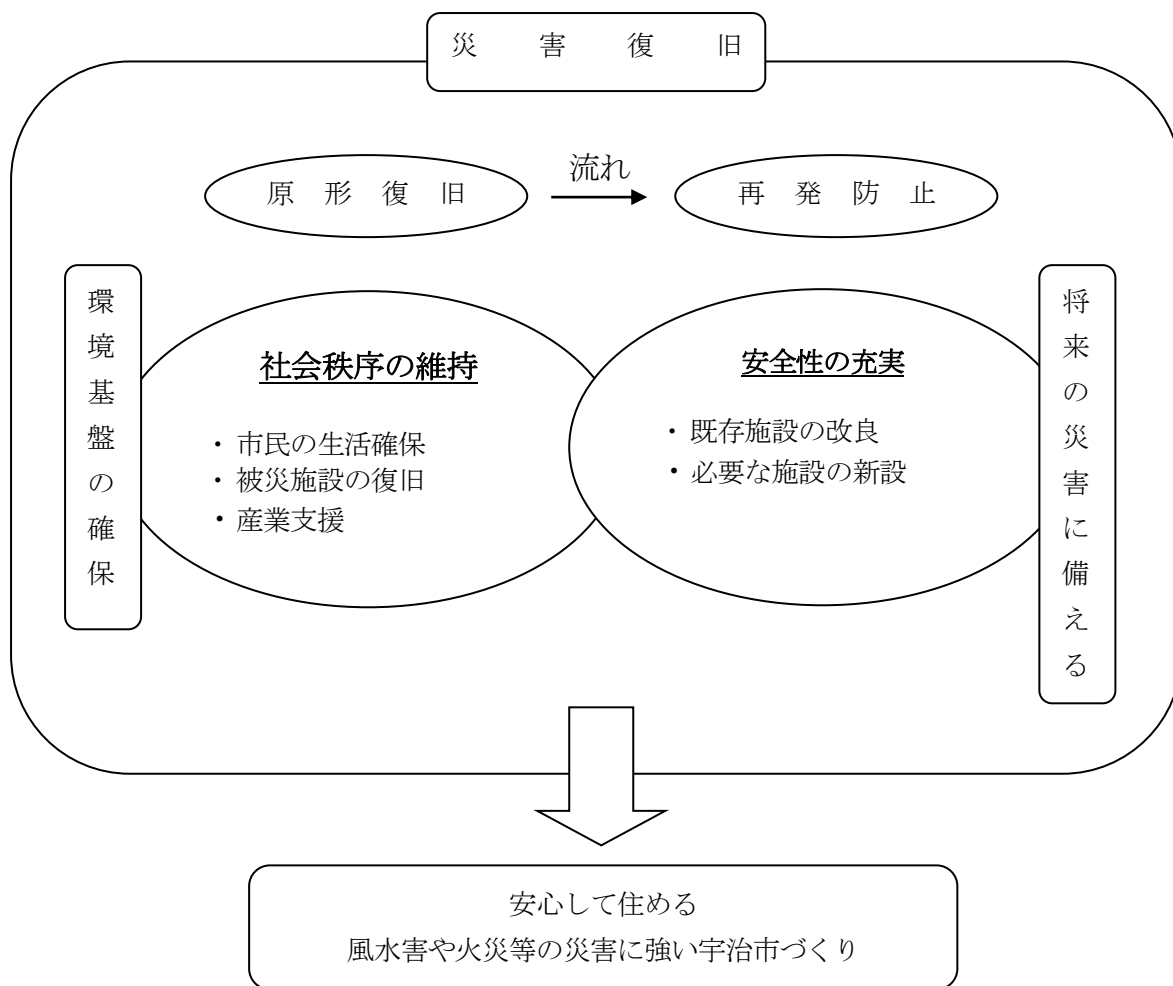 災害復旧
流れ
原形復旧
再発防止
環境基盤の確保
社会秩序の維持
・市民の生活確保
・被災施設の復旧
・産業支援
安全性の充実
・既存施設の改良
・必要な施設の新設
将来の災害に備える
安心して住める
風水害や火災等の災害に強い宇治市づくり